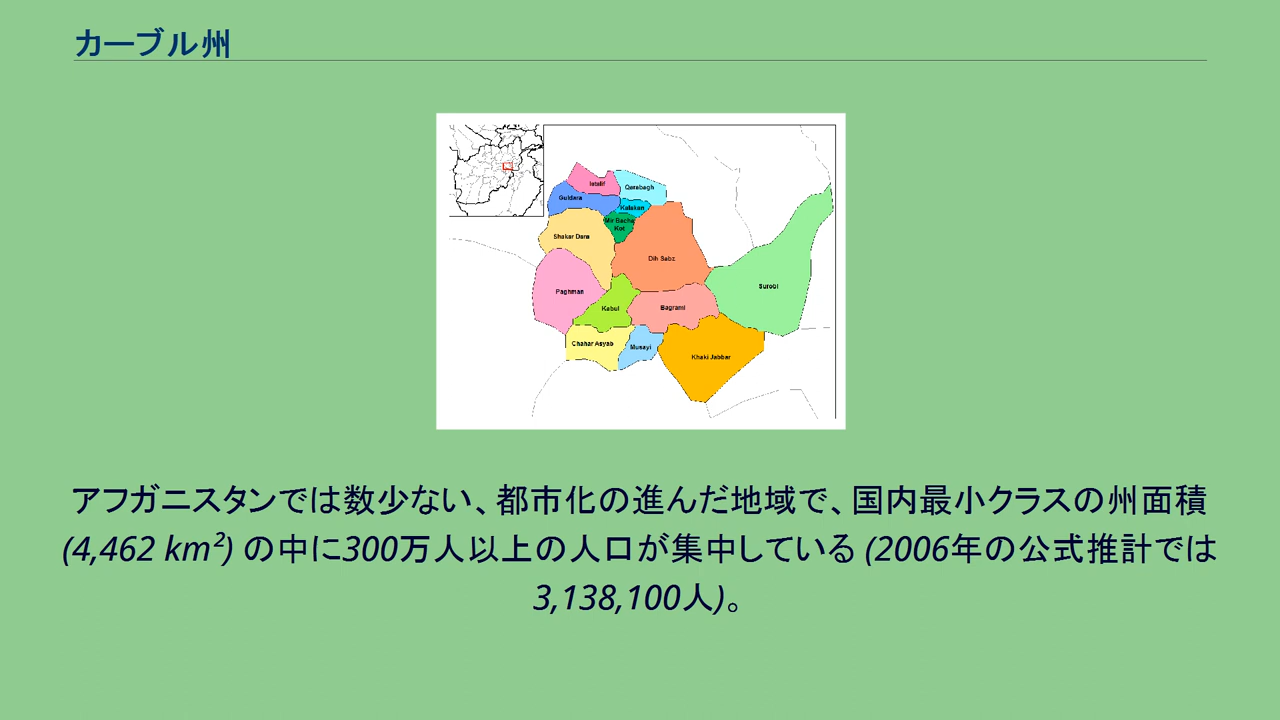 カーブル州
Istalif
Qarabagh
Guldara
Kalakan
Mir Bacha
Kot
Shakar Dara
Dih Sabz
Surobi
Paghman
Kabul
Bagrami
Chahar Asyab
Musayi
Khaki Jabbar
アフガニスタンでは数少ない、都市化の進んだ地域で、国内最小クラスの州面積
(4,462 km²) の中に300万人以上の人口が集中している (2006年の公式推計では
3,138,100人)。